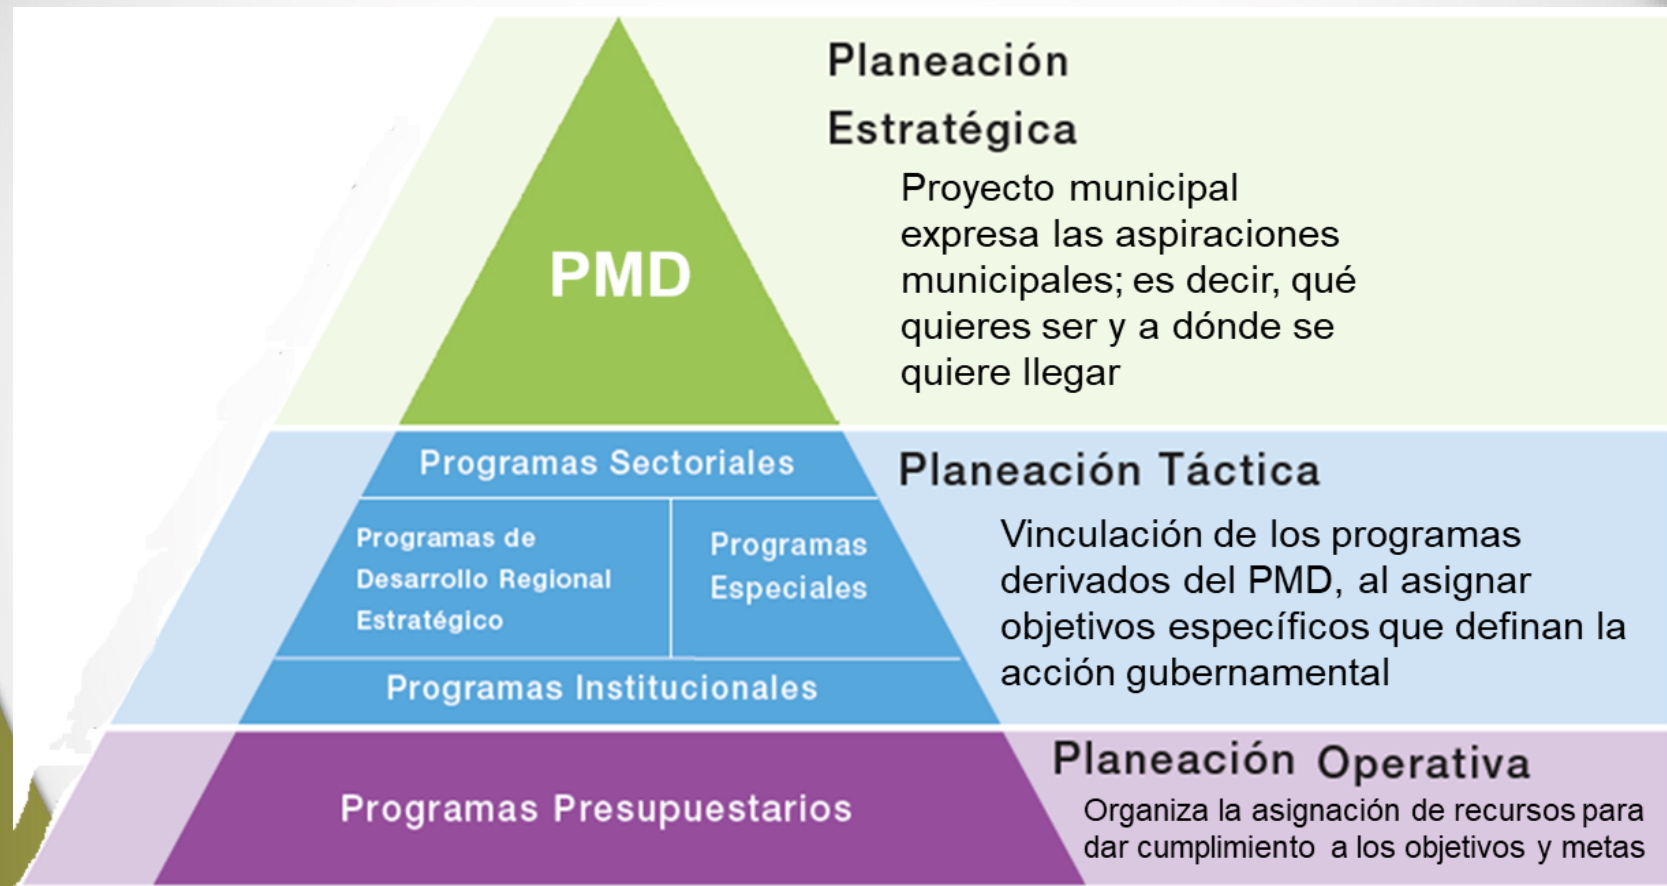 Planeación
Estratégica
Proyecto municipal
expresa las aspiraciones
municipales; es decir, qué
quieres ser y a dónde se
quiere llegar
PMD
Planeación Táctica
Vinculación de los programas
derivados del PMD, al asignar
objetivos específicos que definan la
acción gubernamental
Programas Sectoriales
Programas de
Desarrollo Regional
Estratégico
Programas
Especiales
Programas Institucionales
Planeación Operativa
Organiza la asignación de recursos para
dar cumplimiento a los objetivos y metas
Programas Presupuestarios